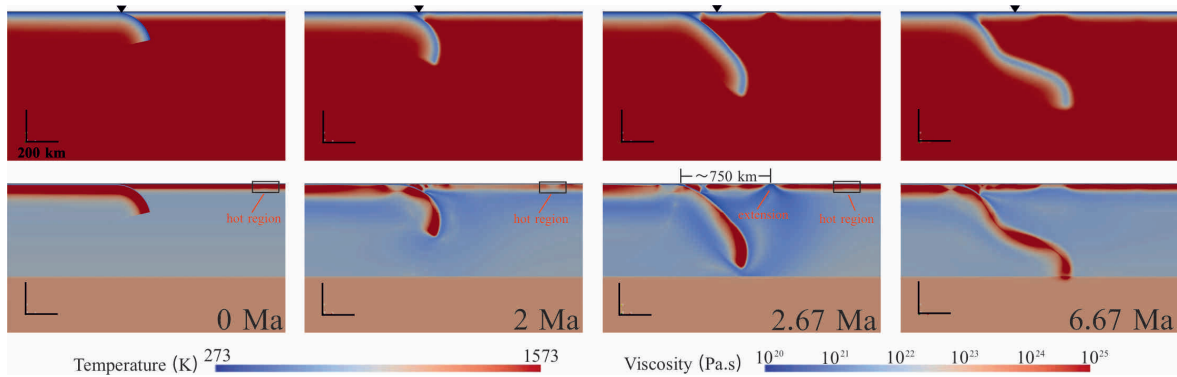 200 km
~750 km
hot region
hot region
extension
hot region
0 Ma
2 Ma
2.67 Ma
6.67 Ma
Temperature (K)
273
1573
Viscosity (Pa.s)
10²⁰
10²¹
10²²
10²³
10²⁴
10²⁵